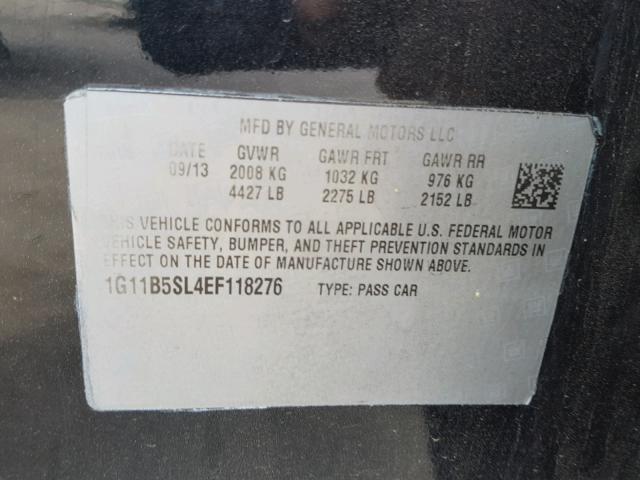 MFD BY GENERAL MOTORS LLC
DATE GVWR GAWR FRT GAWR RR
09/13 2008 KG 1032 KG 976 KG
4427 LB 2275 LB 2152 LB
THIS VEHICLE CONFORMS TO ALL APPLICABLE U.S. FEDERAL MOTOR
VEHICLE SAFETY, BUMPER, AND THEFT PREVENTION STANDARDS IN
EFFECT ON THE DATE OF MANUFACTURE SHOWN ABOVE.
1G11B5SL4EF118276 TYPE: PASS CAR